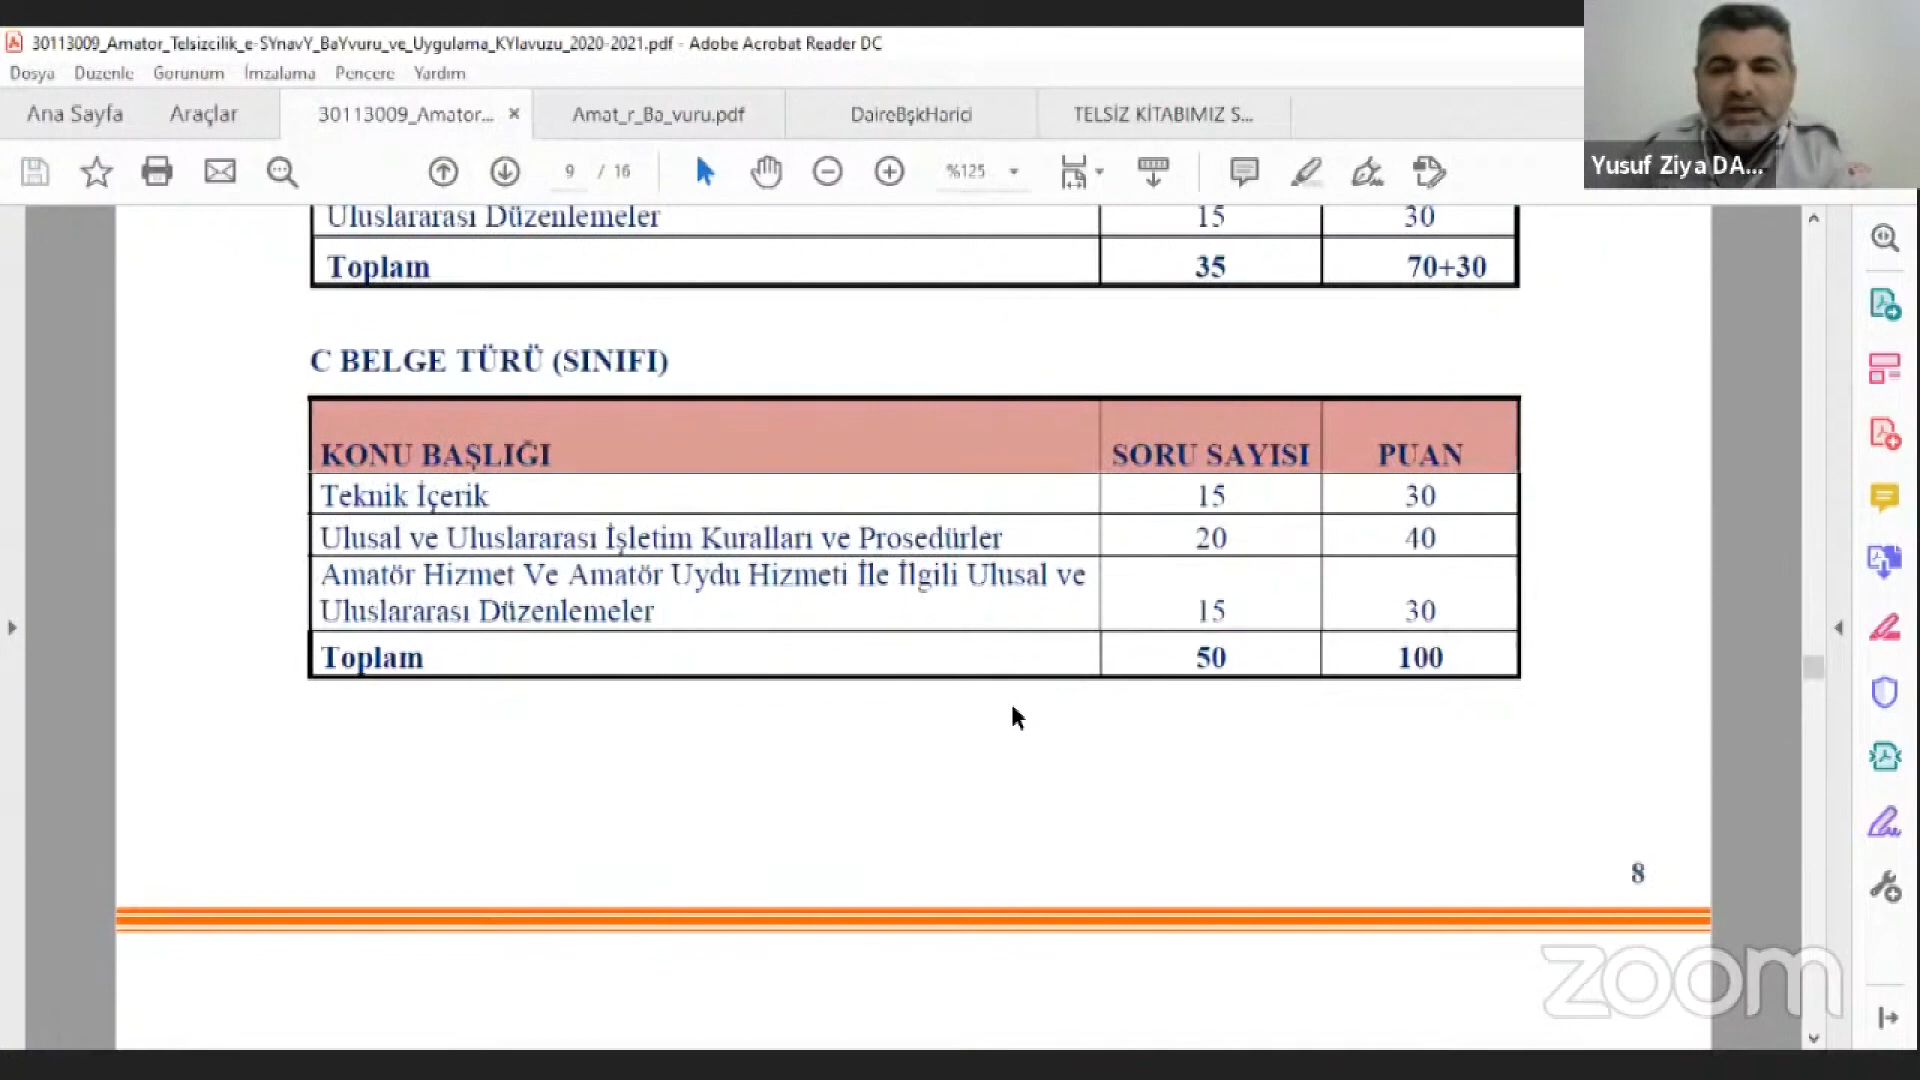 30113009_Amator_Telsizcilik_e-SYnavY_BaYvuru_ve_Uygulama_KYlavuzu_2020-2021.pdf - Adobe Acrobat Reader DC
Dosya Duzenle Gorunum İmzalama Pencere Yardım
Ana Sayfa Araçlar 30113009_Amator... × Amat_r_Ba_vuru.pdf DaireBşkHarici TELSİZ KİTABIMIZ S...
9 / 16 %125
Yusuf Ziya DA...
Uluslararası Düzenlemeler 15 30
Toplam 35 70+30
C BELGE TÜRÜ (SINIFI)
KONU BAŞLIĞI SORU SAYISI PUAN
Teknik İçerik 15 30
Ulusal ve Uluslararası İşletim Kuralları ve Prosedürler 20 40
Amatör Hizmet Ve Amatör Uydu Hizmeti İle İlgili Ulusal ve
Uluslararası Düzenlemeler 15 30
Toplam 50 100
8
zoom